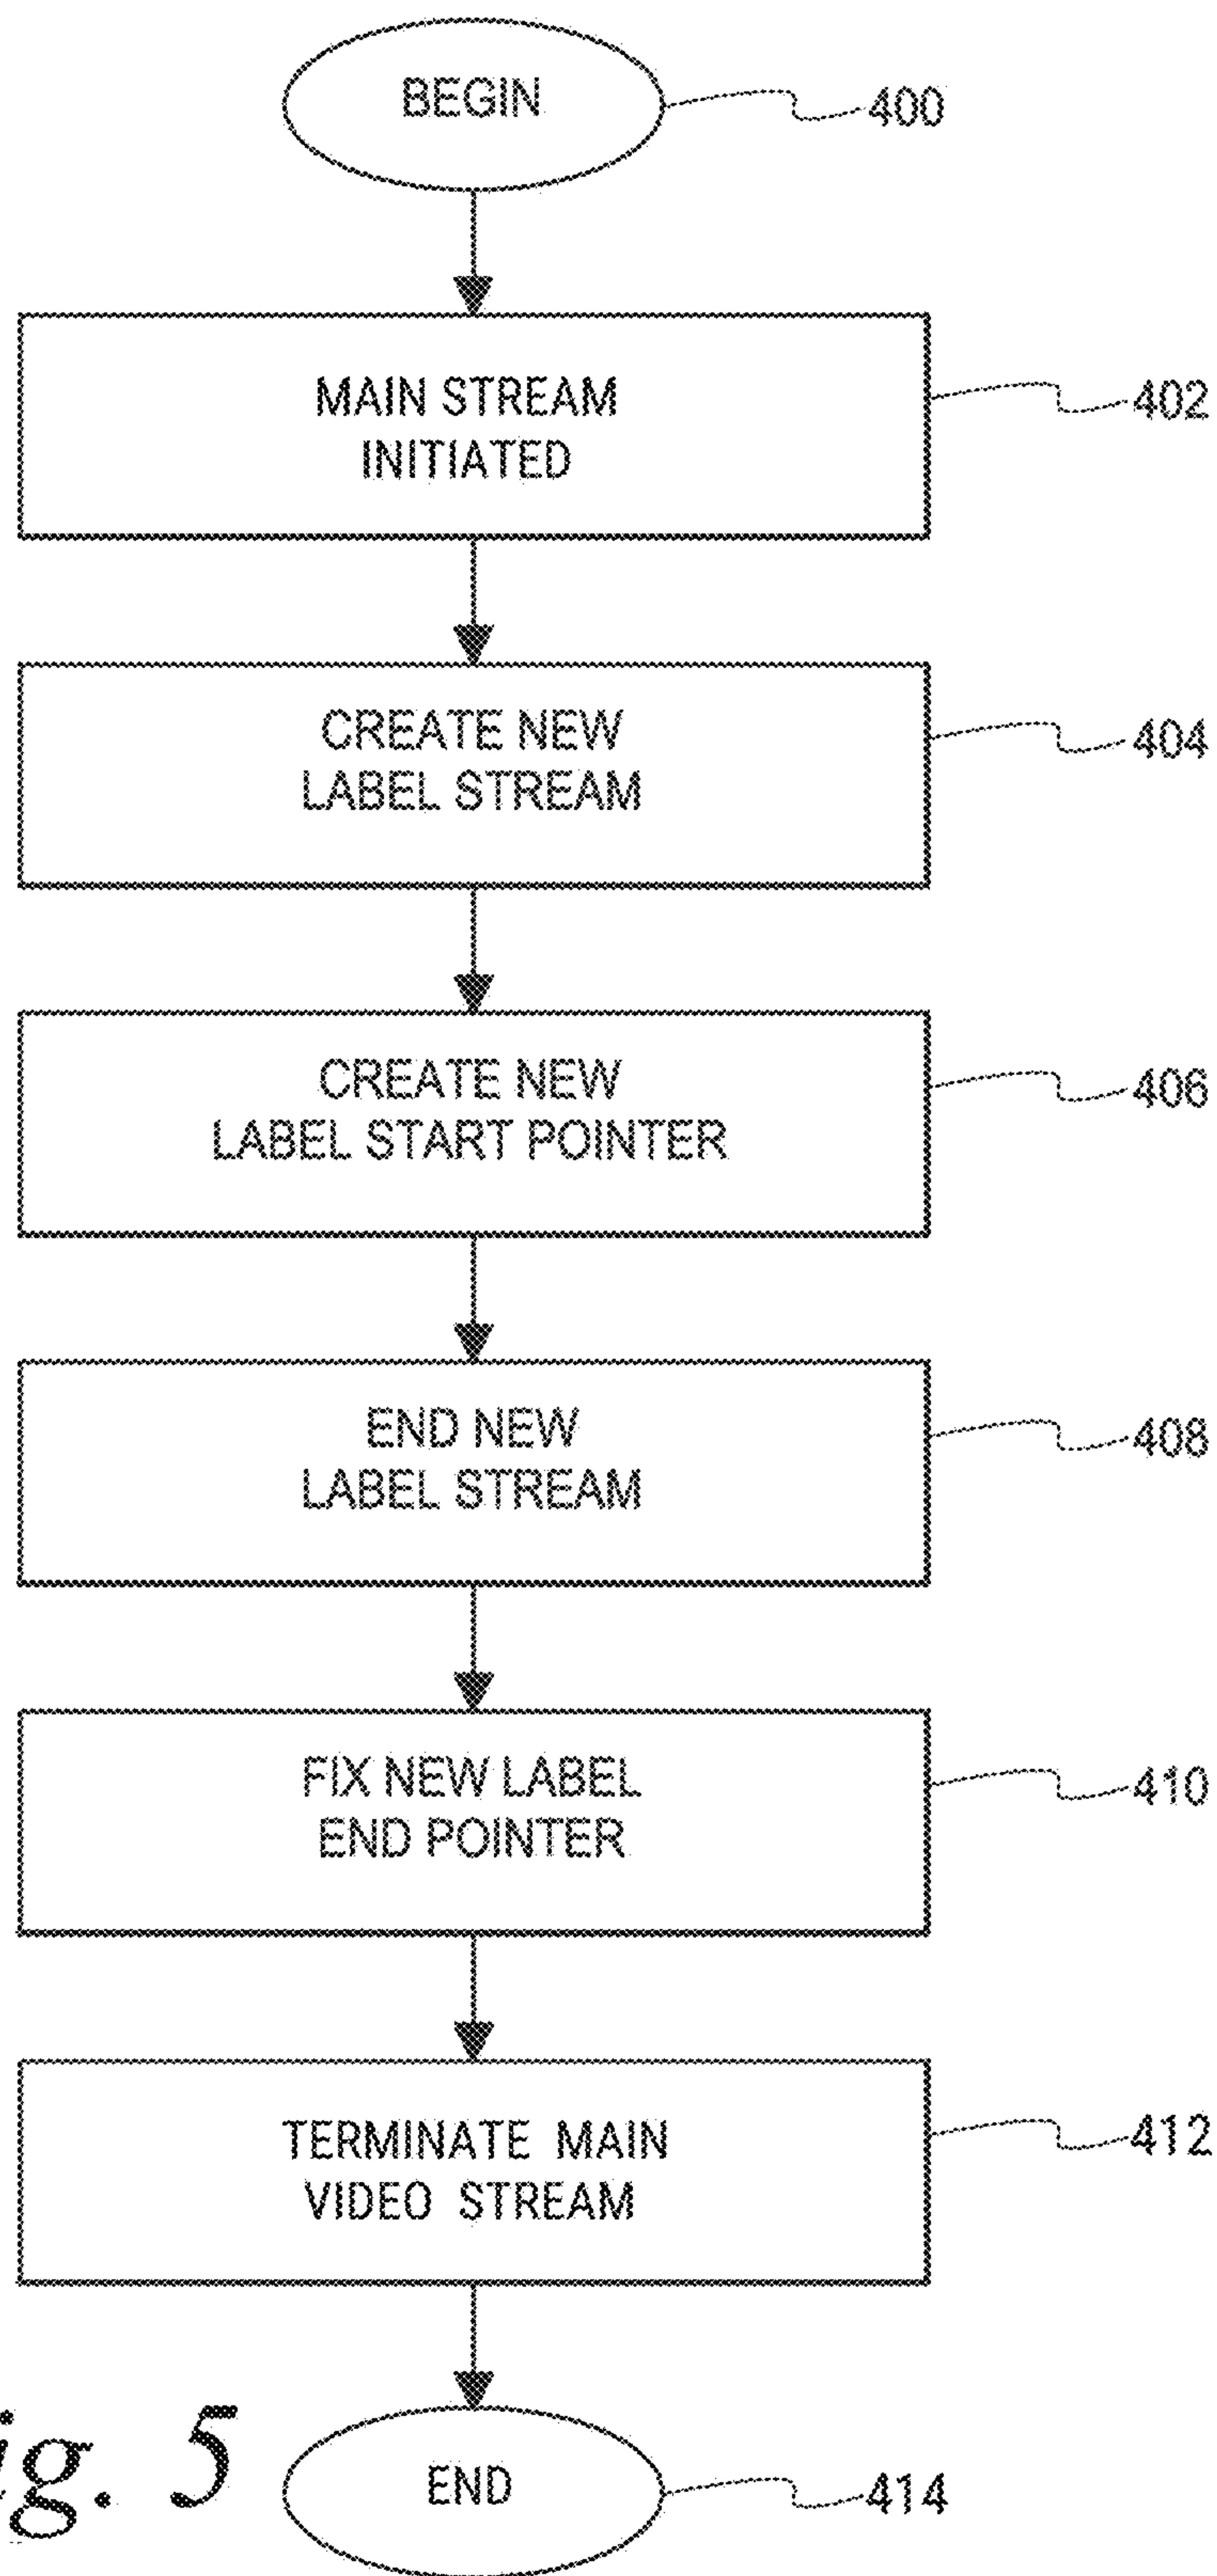 BEGIN
400
MAIN STREAM
INITIATED
402
CREATE NEW
LABEL STREAM
404
CREATE NEW
LABEL START POINTER
406
END NEW
LABEL STREAM
408
FIX NEW LABEL
END POINTER
410
TERMINATE MAIN
VIDEO STREAM
412
ig. 5
END
414